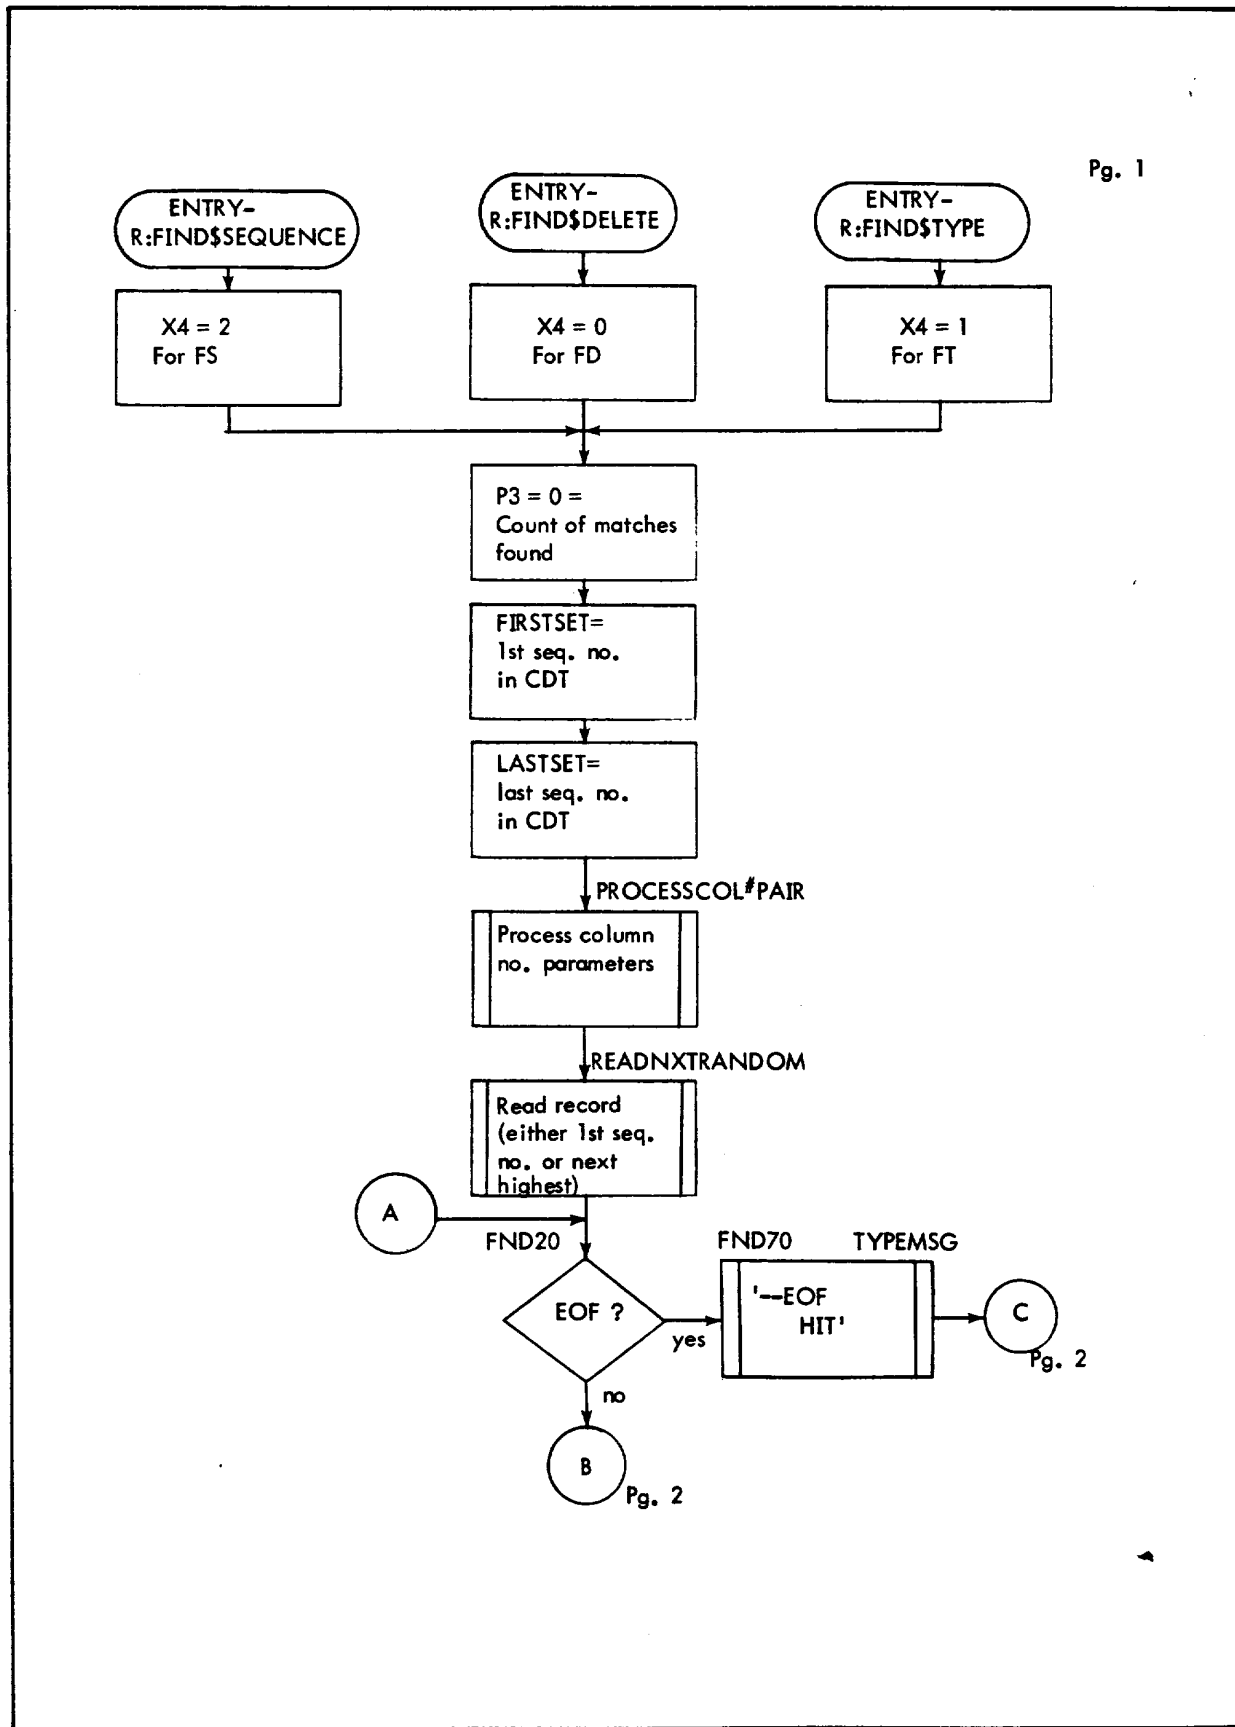 Pg. 1
ENTRY-
R:FIND$SEQUENCE
ENTRY-
R:FIND$DELETE
ENTRY-
R:FIND$TYPE
X4 = 2
For FS
X4 = 0
For FD
X4 = 1
For FT
P3 = 0 =
Count of matches
found
FIRSTSET=
1st seq. no.
in CDT
LASTSET=
last seq. no.
in CDT
PROCESSCOL#PAIR
Process column
no. parameters
READNXTRANDOM
Read record
(either 1st seq.
no. or next
highest)
A
FND20
EOF ?
yes
no
FND70
TYPEMSG
'--EOF
HIT'
C
Pg. 2
B
Pg. 2